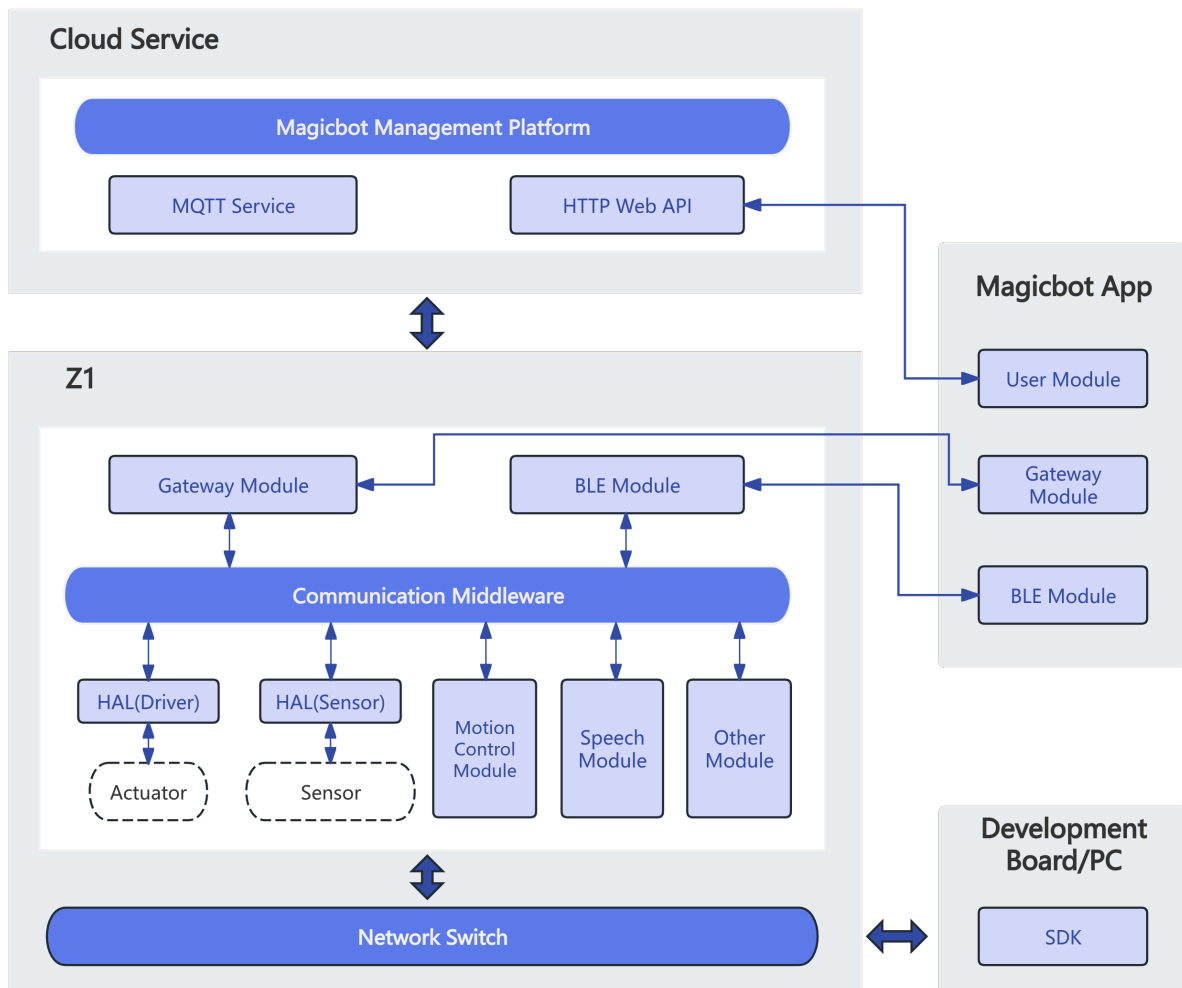 Cloud Service
Magicbot Management Platform
MQTT Service
HTTP Web API
Magicbot App
User Module
Gateway
Module
BLE Module
Z1
Gateway Module
BLE Module
Communication Middleware
HAL(Driver)
HAL(Sensor)
Motion
Control
Module
Speech
Module
Other
Module
Actuator
Sensor
Network Switch
Development
Board/PC
SDK